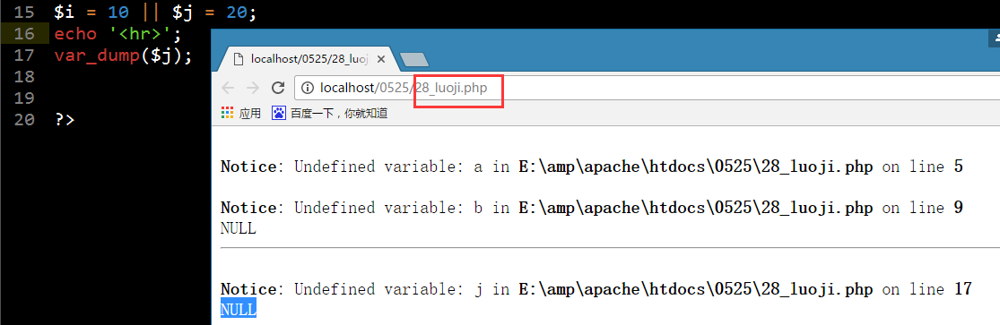 15 $i = 10 || $j = 20;
16 echo '<hr>';
17 var_dump($j);
18
19
20 ?>
localhost/0525/28_luoj
localhost/0525/28_luoji.php
应用 百度一下，你就知道
Notice: Undefined variable: a in E:\amp\apache\htdocs\0525\28_luoji.php on line 5
Notice: Undefined variable: b in E:\amp\apache\htdocs\0525\28_luoji.php on line 9
NULL
Notice: Undefined variable: j in E:\amp\apache\htdocs\0525\28_luoji.php on line 17
NULL